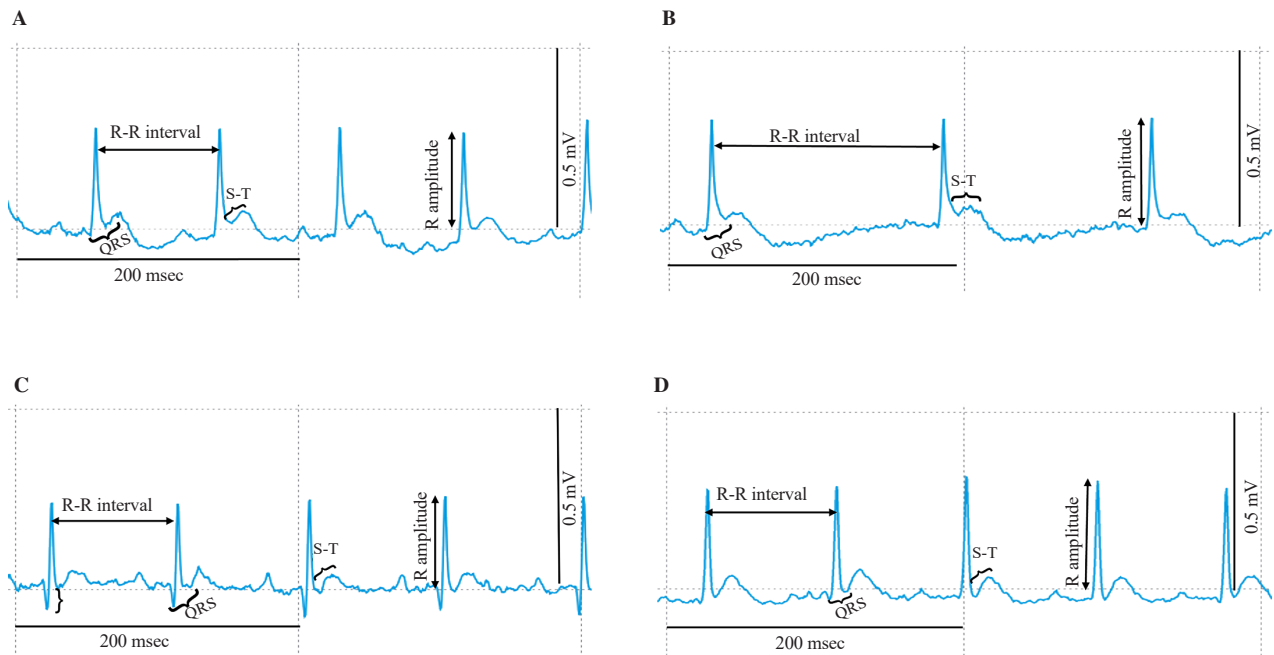 A
R-R interval
S-T
QRS
R amplitude
0.5 mV
200 msec
B
R-R interval
S-T
QRS
R amplitude
0.5 mV
200 msec
C
R-R interval
S-T
QRS
R amplitude
0.5 mV
200 msec
D
R-R interval
S-T
QRS
R amplitude
0.5 mV
200 msec